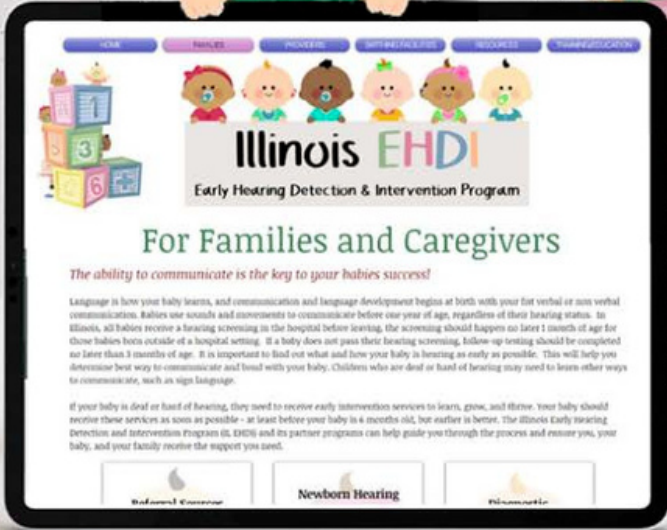 HOME FAMILIES PROVIDERS BIRTHING FACILITIES RESOURCES TRAINING/EDUCATION
1
3
6
Illinois EHDI
Early Hearing Detection & Intervention Program
For Families and Caregivers
The ability to communicate is the key to your babies success!
Language is how your baby learns, and communication and language development begins at birth with your fist verbal or non verbal
communication. Babies use sounds and movements to communicate before one year of age, regardless of their hearing status. In
Illinois, all babies receive a hearing screening in the hospital before leaving, the screening should happen no later 1 month of age for
those babies born outside of a hospital setting. If a baby does not pass their hearing screening, follow-up testing should be completed
no later than 3 months of age. It is important to find out what and how your baby is hearing as early as possible. This will help you
determine best way to communicate and bond with your baby. Children who are deaf or hard of hearing may need to learn other ways
to communicate, such as sign language.
If your baby is deaf or hard of hearing, they need to receive early intervention services to learn, grow, and thrive. Your baby should
receive these services as soon as possible - at least before your baby is 6 months old, but earlier is better. The Illinois Early Hearing
Detection and Intervention Program (IL EHDI) and its partner programs can help guide you through the process and ensure you, your
baby, and your family receive the support you need.
Referral Sources Newborn Hearing Diagnostic